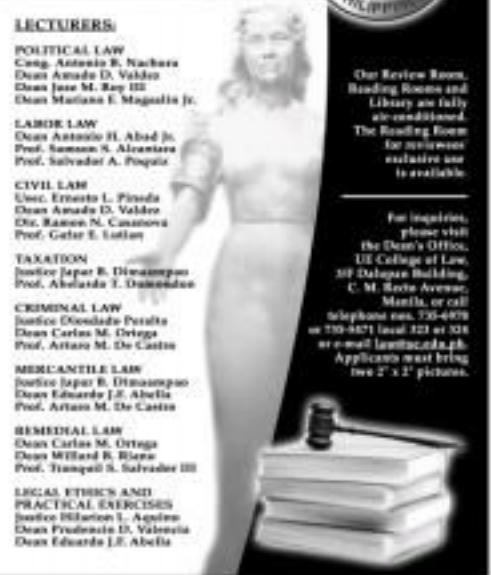 LECTURERS:
POLITICAL LAW
Cong. Antonio B. Nachura
Dean Amado D. Valdez
Dean Jose M. Roy III
Dean Mariano F. Magsalin Jr.
LABOR LAW
Dean Antonio H. Abad Jr.
Prof. Samson S. Alcantara
Prof. Salvador A. Poquiz
CIVIL LAW
Usec. Ernesto L. Pineda
Dean Amado D. Valdez
Dir. Ramon N. Casanova
Prof. E.
TAXATION
Justice Japar B. Dimaampao
Prof. Abelardo T. Domondon
CRIMINAL LAW
Justice Diosdado Peralta
Dean Carlos M. Ortega
Prof. Arturo M. De Castro
MERCANTILE LAW
Justice Japar B. Dimaampao
Dean Eduardo J.F. Abella
Prof. Arturo M. De Castro
REMEDIAL LAW
Dean Carlos M. Ortega
Dean Willard B. Riano
Prof. Tranquil S. Salvador III
LEGAL ETHICS AND
PRACTICAL EXERCISES
Justice Hilarion L. Aquino
Dean Prudencio D. Valencia
Dean Eduardo J.F. Abella
Our Review Room,
Reading Rooms and
Library are fully
air-conditioned.
The Reading Room
for reviewees'
exclusive use
is available.
For inquiries,
please visit
the Dean's Office,
UE College of Law,
3/F Dalupan Building,
C. M. Recto Avenue,
Manila, or call
telephone nos. 735-6978
or 735-5471 local 323 or 324
or e-mail
Applicants must bring
two 2" x 2" pictures.